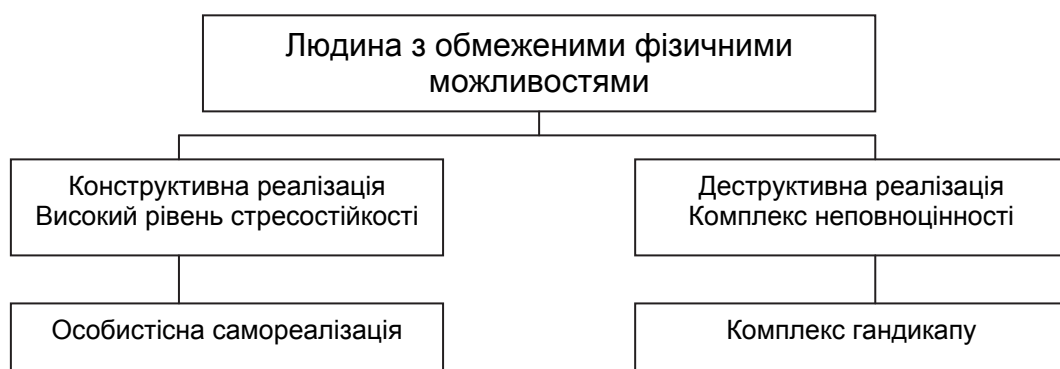 Людина з обмеженими фізичними
можливостями
Конструктивна реалізація
Високий рівень стресостійкості
Деструктивна реалізація
Комплекс неповноцінності
Особистісна самореалізація
Комплекс гандикапу